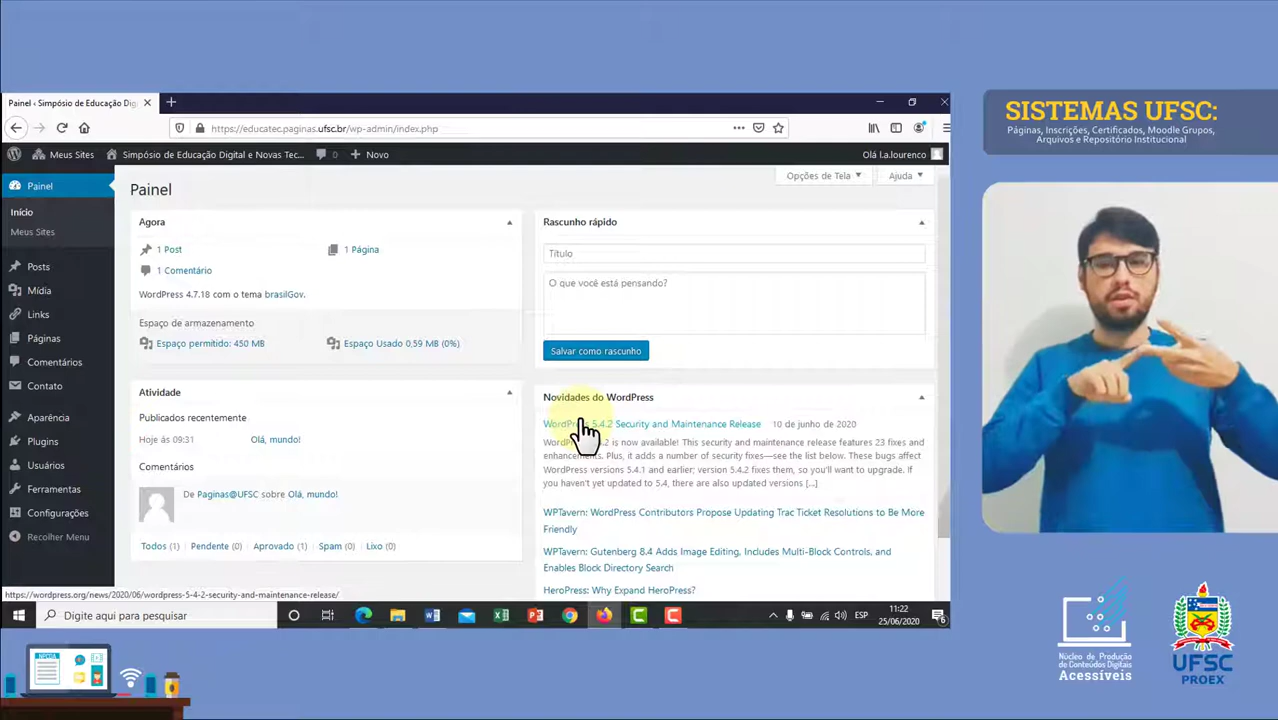 Painel ‹ Simpósio de Educação Dig
https://educatec.paginas.ufsc.br/wp-admin/index.php
Meus Sites
Simpósio de Educação Digital e Novas Tec...
0
Novo
Olá l.a.lourenco
Painel
Início
Meus Sites
Posts
Mídia
Links
Páginas
Comentários
Contato
Aparência
Plugins
Usuários
Ferramentas
Configurações
Recolher Menu
Painel
Opções de Tela
Ajuda
Agora
1 Post
1 Página
1 Comentário
WordPress 4.7.18 com o tema brasilGov.
Espaço de armazenamento
Espaço permitido: 450 MB
Espaço Usado 0.59 MB (0%)
Atividade
Publicados recentemente
Hoje ás 09:31
Olá, mundo!
Comentários
De Paginas@UFSC sobre Olá, mundo!
Todos (1)
Pendente (0)
Aprovado (1)
Spam (0)
Lixo (0)
Rascunho rápido
Título
O que você está pensando?
Salvar como rascunho
Novidades do WordPress
WordPress 5.4.2 Security and Maintenance Release 10 de junho de 2020
is now available! This security and maintenance release features 23 fixes and
enhancements. Plus, it adds a number of security fixes—see the list below. These bugs affect
WordPress versions 5.4.1 and earlier; version 5.4.2 fixes them, so you'll want to upgrade. If
you haven't yet updated to 5.4, there are also updated versions [...]
WPTavern: WordPress Contributors Propose Updating Trac Ticket Resolutions to Be More
Friendly
WPTavern: Gutenberg 8.4 Adds Image Editing, Includes Multi-Block Controls, and
Enables Block Directory Search
HeroPress: Why Expand HeroPress?
https://wordpress.org/news/2020/06/wordpress-5-4-2-security-and-maintenance-release/
Digite aqui para pesquisar
ESP
11:22
25/06/2020
6
SISTEMAS UFSC:
Páginas, Inscrições, Certificados, Moodle Grupos,
Arquivos e Repositório Institucional
Núcleo de Produção
de Conteúdos Digitais
Acessíveis
UFSC
PROEX